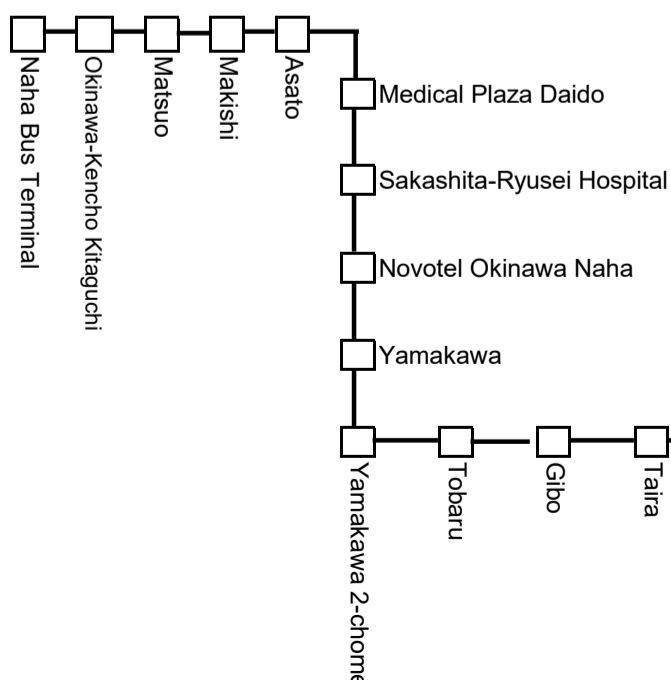 Naha Bus Terminal
Okinawa-Kencho Kitaguchi
Matsuo
Makishi
Asato
Medical Plaza Daido
Sakashita-Ryusei Hospital
Novotel Okinawa Naha
Yamakawa
Yamakawa 2-chome
Tobaru
Gibo
Taira